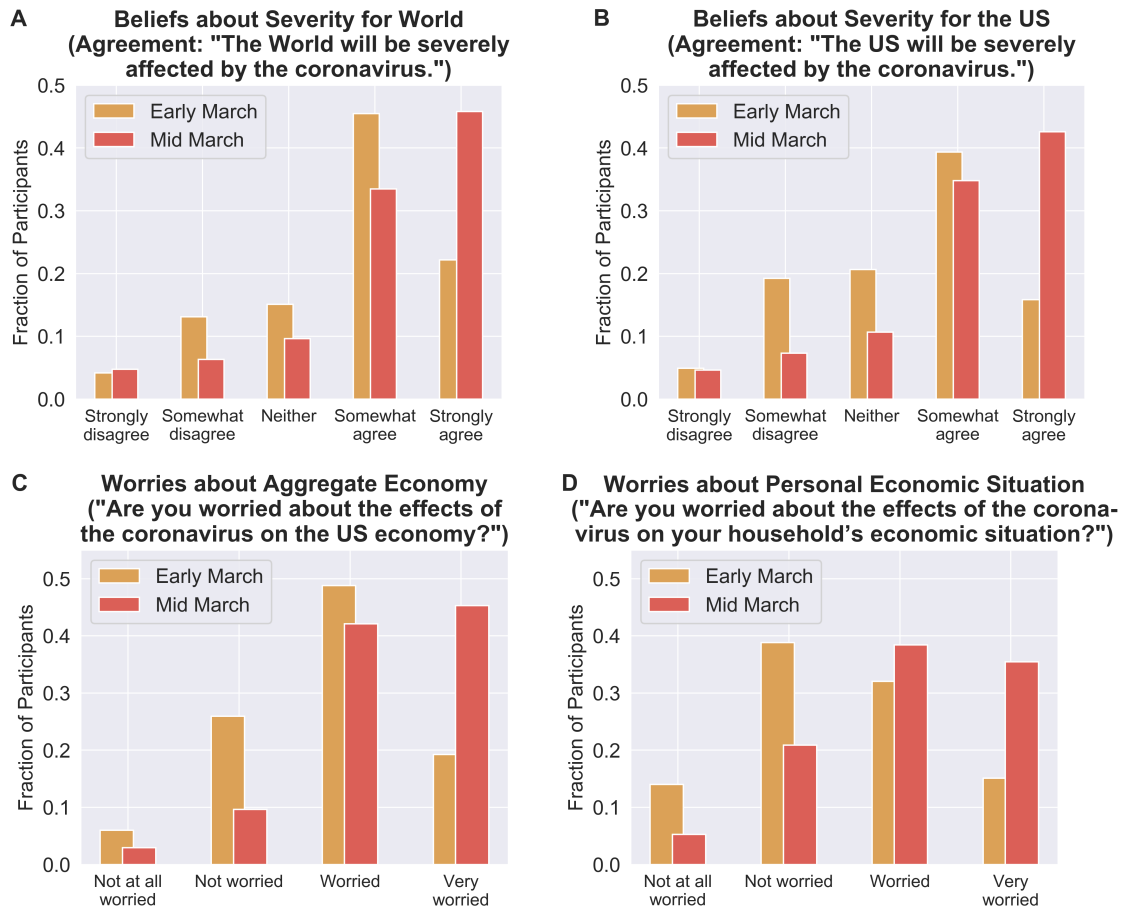 A
Beliefs about Severity for World
(Agreement: "The World will be severely
affected by the coronavirus.")
0.5
0.4
0.3
0.2
0.1
0.0
Fraction of Participants
Early March
Mid March
Strongly disagree
Somewhat disagree
Neither
Somewhat agree
Strongly agree
B
Beliefs about Severity for the US
(Agreement: "The US will be severely
affected by the coronavirus.")
0.5
0.4
0.3
0.2
0.1
0.0
Fraction of Participants
Early March
Mid March
Strongly disagree
Somewhat disagree
Neither
Somewhat agree
Strongly agree
C
Worries about Aggregate Economy
("Are you worried about the effects of
the coronavirus on the US economy?")
0.5
0.4
0.3
0.2
0.1
0.0
Fraction of Participants
Early March
Mid March
Not at all worried
Not worried
Worried
Very worried
D
Worries about Personal Economic Situation
("Are you worried about the effects of the corona-
virus on your household’s economic situation?")
0.5
0.4
0.3
0.2
0.1
0.0
Fraction of Participants
Early March
Mid March
Not at all worried
Not worried
Worried
Very worried